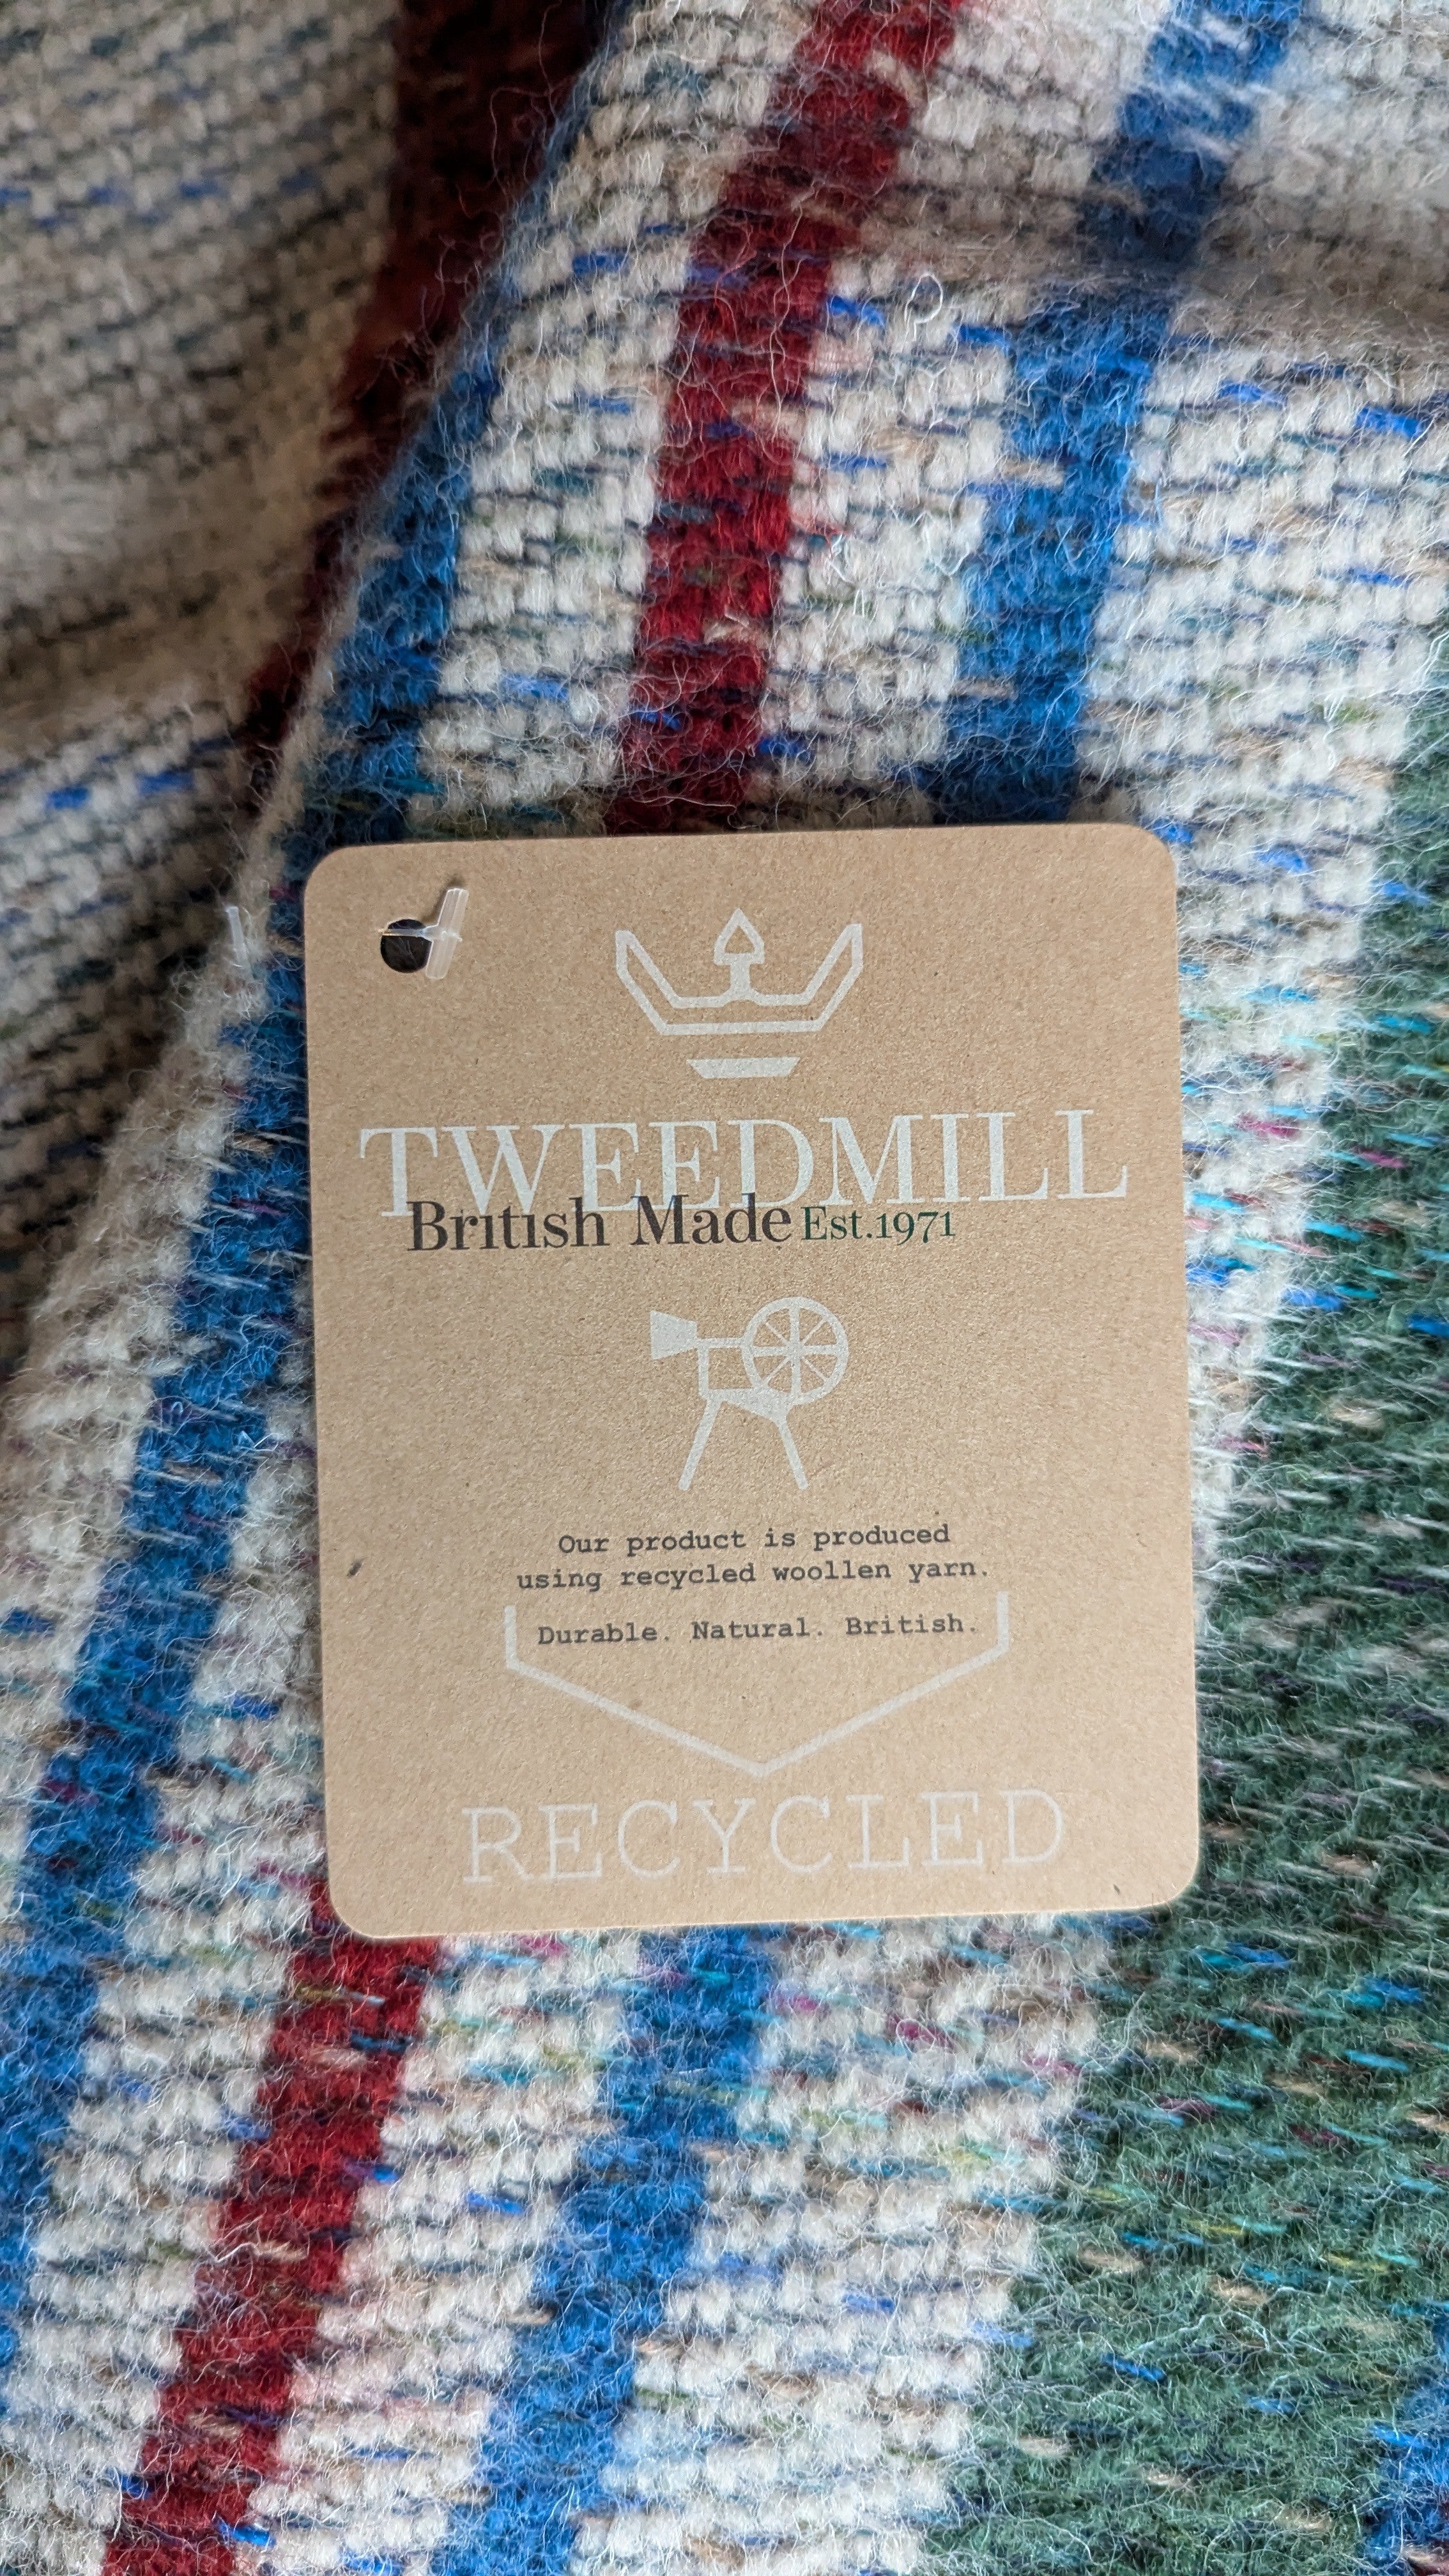 TWEEDMILL
British Made Est.1971
Our product is produced
using recycled woollen yarn.
Durable. Natural. British.
RECYCLED